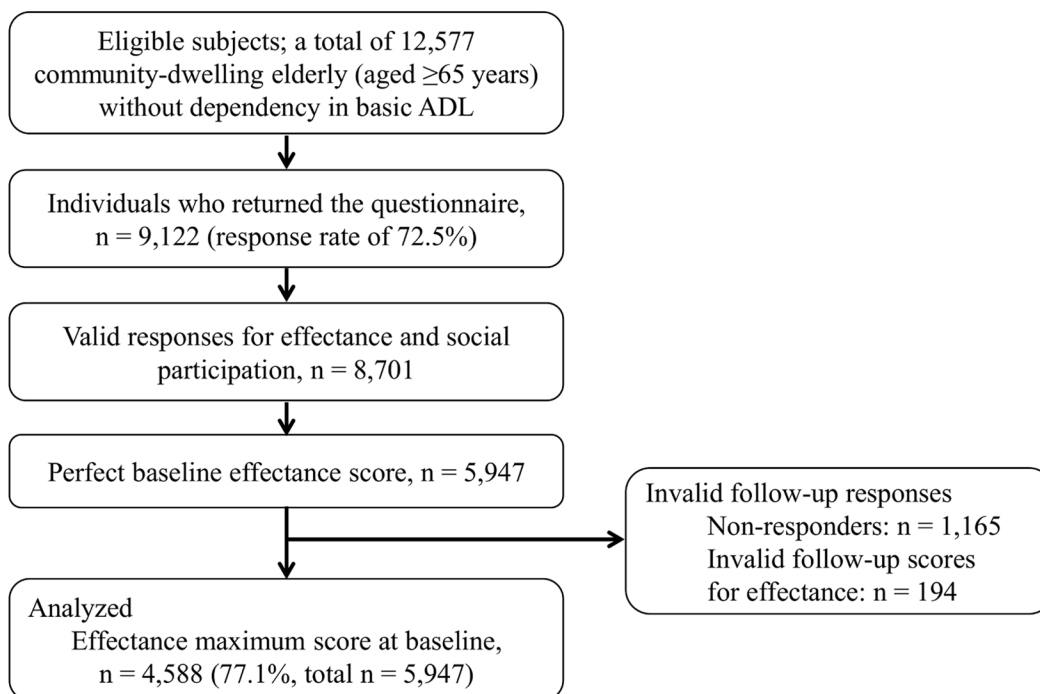 Eligible subjects; a total of 12,577
community-dwelling elderly (aged ≥65 years)
without dependency in basic ADL
Individuals who returned the questionnaire,
n = 9,122 (response rate of 72.5%)
Valid responses for effectance and social
participation, n = 8,701
Perfect baseline effectance score, n = 5,947
Invalid follow-up responses
Non-responders: n = 1,165
Invalid follow-up scores
for effectance: n = 194
Analyzed
Effectance maximum score at baseline,
n = 4,588 (77.1%, total n = 5,947)